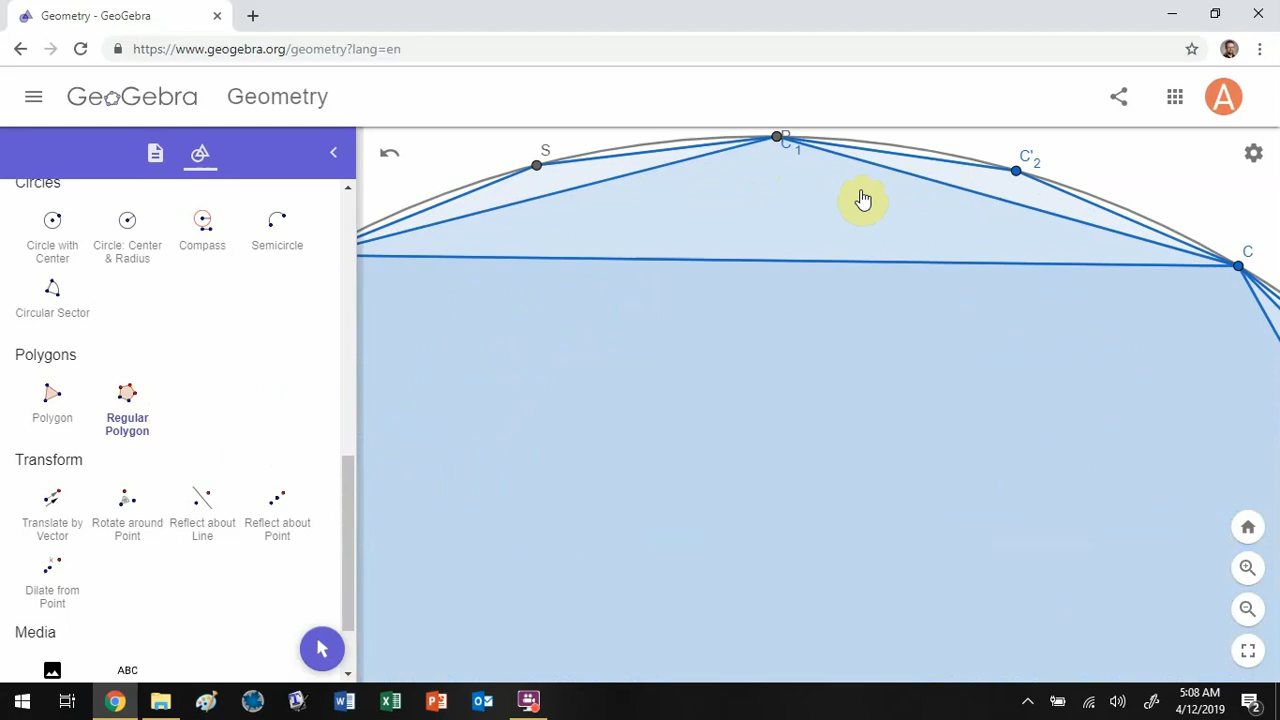 Geometry - GeoGebra
https://www.geogebra.org/geometry?lang=en
GeoGebra
Geometry
A
Circles
Circle with
Center
Circle: Center
& Radius
Compass
Semicircle
Circular Sector
Polygons
Polygon
Regular
Polygon
Transform
Translate by
Vector
Rotate around
Point
Reflect about
Line
Reflect about
Point
Dilate from
Point
Media
ABC
S
C1
C'2
C
5:08 AM
4/12/2019
2